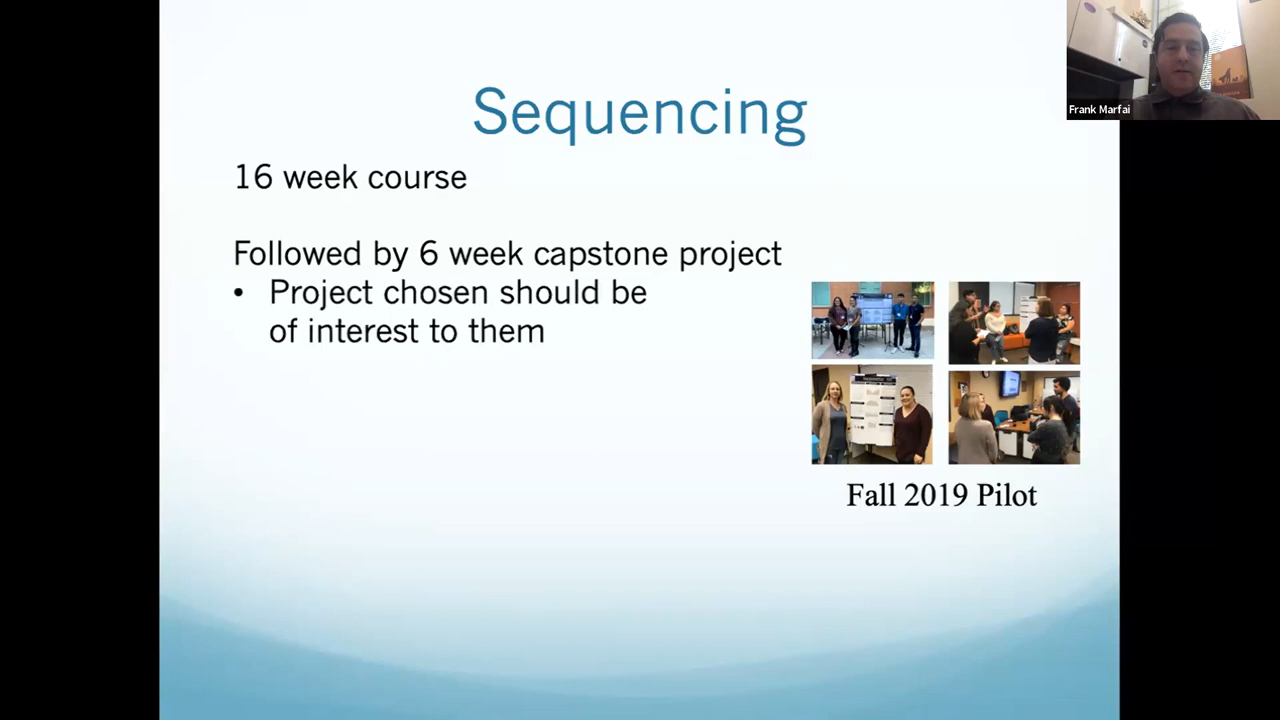 Sequencing
Frank Marfai
16 week course
Followed by 6 week capstone project
• Project chosen should be
of interest to them
Fall 2019 Pilot